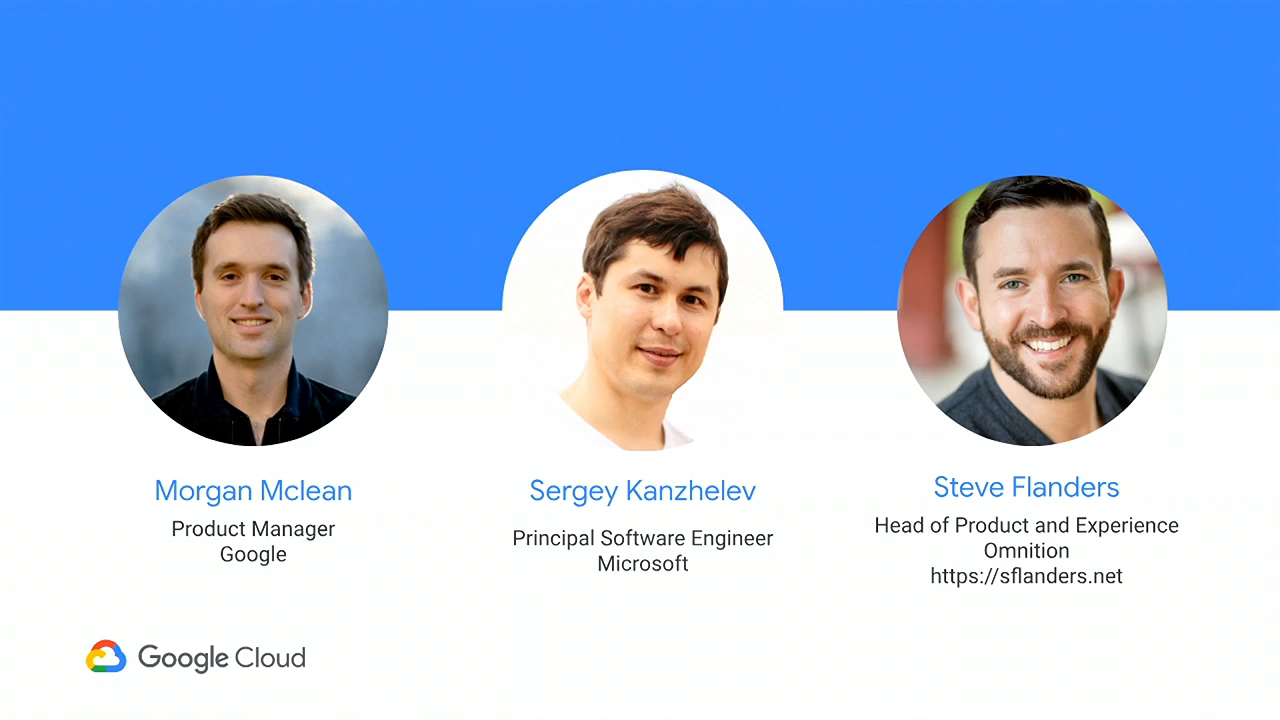 Morgan Mclean
Product Manager
Google
Sergey Kanzhelev
Principal Software Engineer
Microsoft
Steve Flanders
Head of Product and Experience
Omnition
https://sflanders.net
Google Cloud